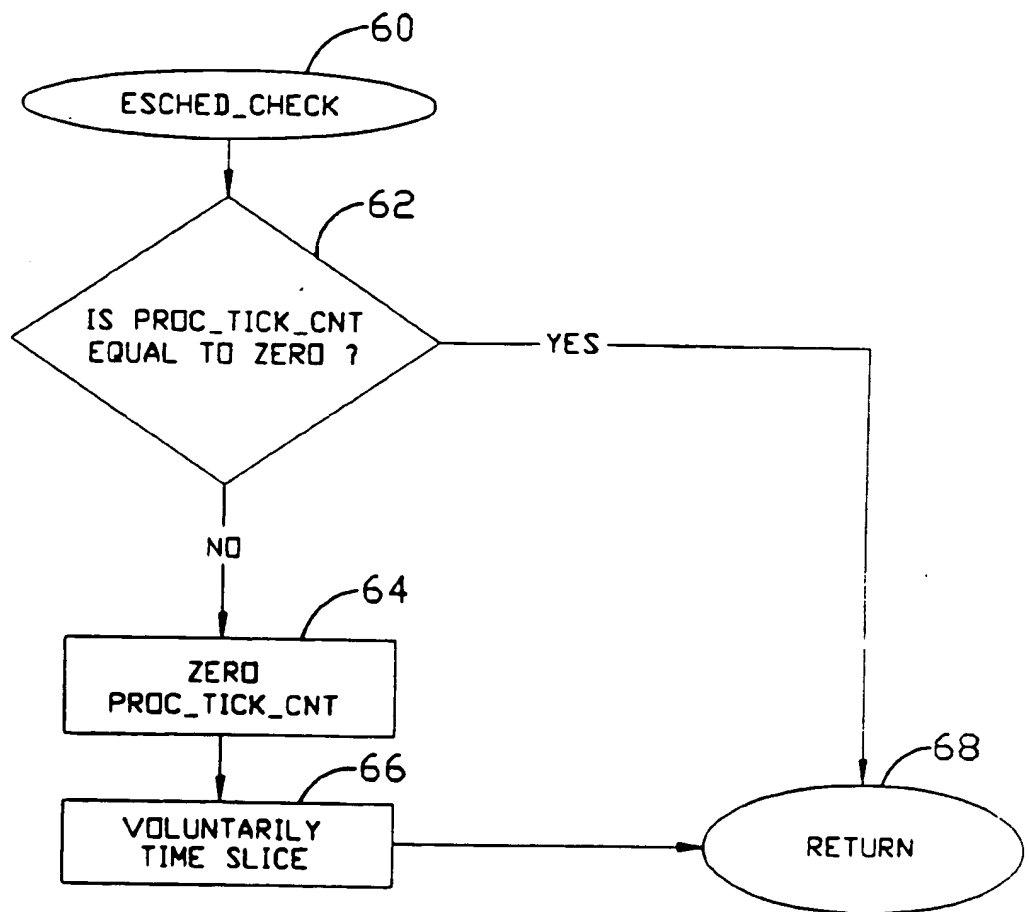 60
ESCHED_CHECK
62
IS PROC_TICK_CNT
EQUAL TO ZERO ?
YES
NO
64
ZERO
PROC_TICK_CNT
66
VOLUNTARILY
TIME SLICE
68
RETURN